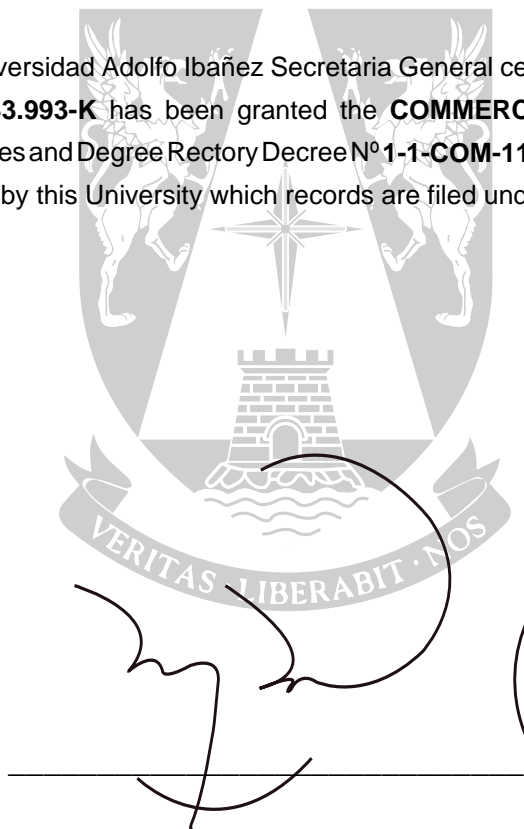 versidad Adolfo Ibañez Secretaria General ce
3.993-K has been granted the COMMERC
es and Degree Rectory Decree Nº 1-1-COM-11
by this University which records are filed und
VERITAS LIBERABIT · NOS